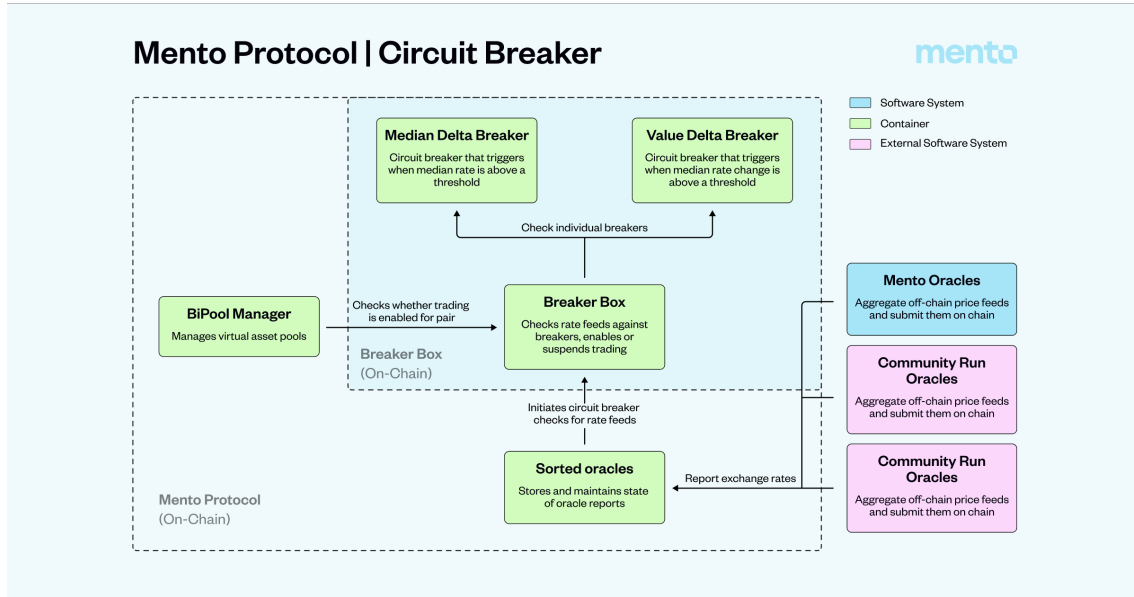 Mento Protocol | Circuit Breaker
mento
Software System
Container
External Software System
Median Delta Breaker
Circuit breaker that triggers
when median rate is above a
threshold
Value Delta Breaker
Circuit breaker that triggers
when median rate change is
above a threshold
Check individual breakers
BiPool Manager
Manages virtual asset pools
Checks whether trading
is enabled for pair
Breaker Box
Checks rate feeds against
breakers, enables or
suspends trading
Breaker Box
(On-Chain)
Initiates circuit breaker
checks for rate feeds
Sorted oracles
Stores and maintains state
of oracle reports
Report exchange rates
Mento Oracles
Aggregate off-chain price feeds
and submit them on chain
Community Run
Oracles
Aggregate off-chain price feeds
and submit them on chain
Community Run
Oracles
Aggregate off-chain price feeds
and submit them on chain
Mento Protocol
(On-Chain)